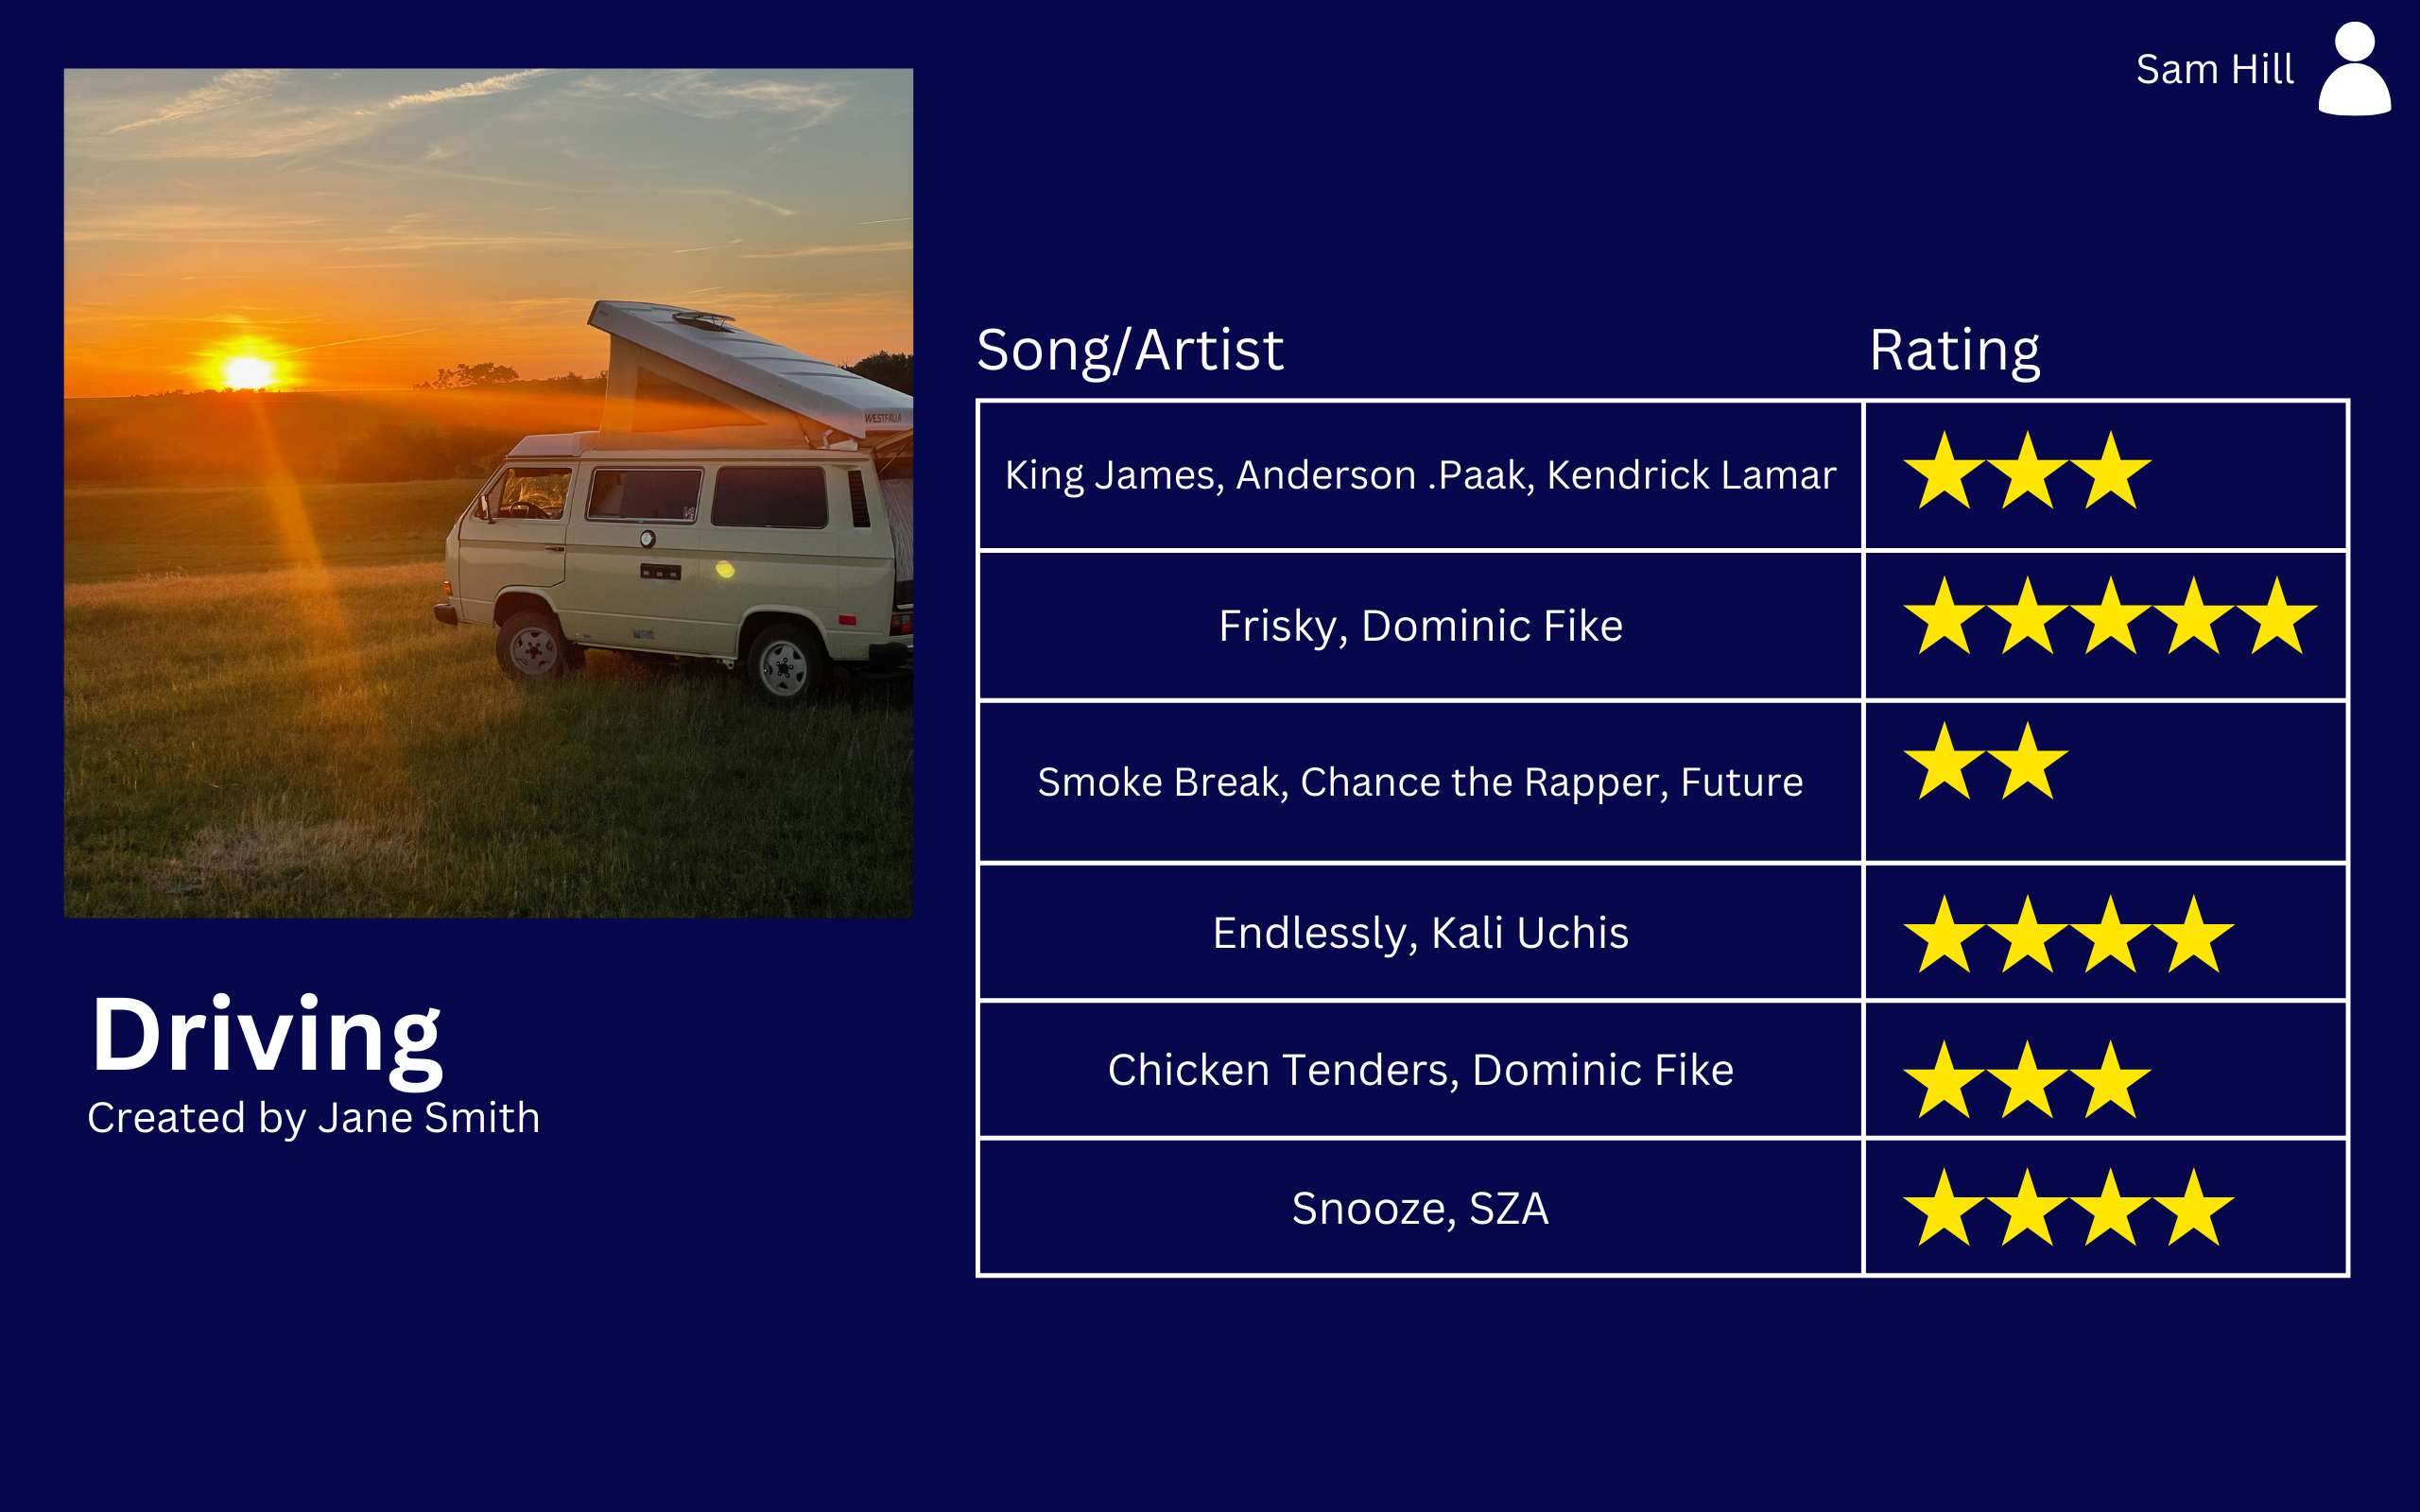 Sam Hill
WESTFALIA
Song/Artist
Rating
King James, Anderson .Paak, Kendrick Lamar
Frisky, Dominic Fike
Smoke Break, Chance the Rapper, Future
Endlessly, Kali Uchis
Chicken Tenders, Dominic Fike
Snooze, SZA
Driving
Created by Jane Smith